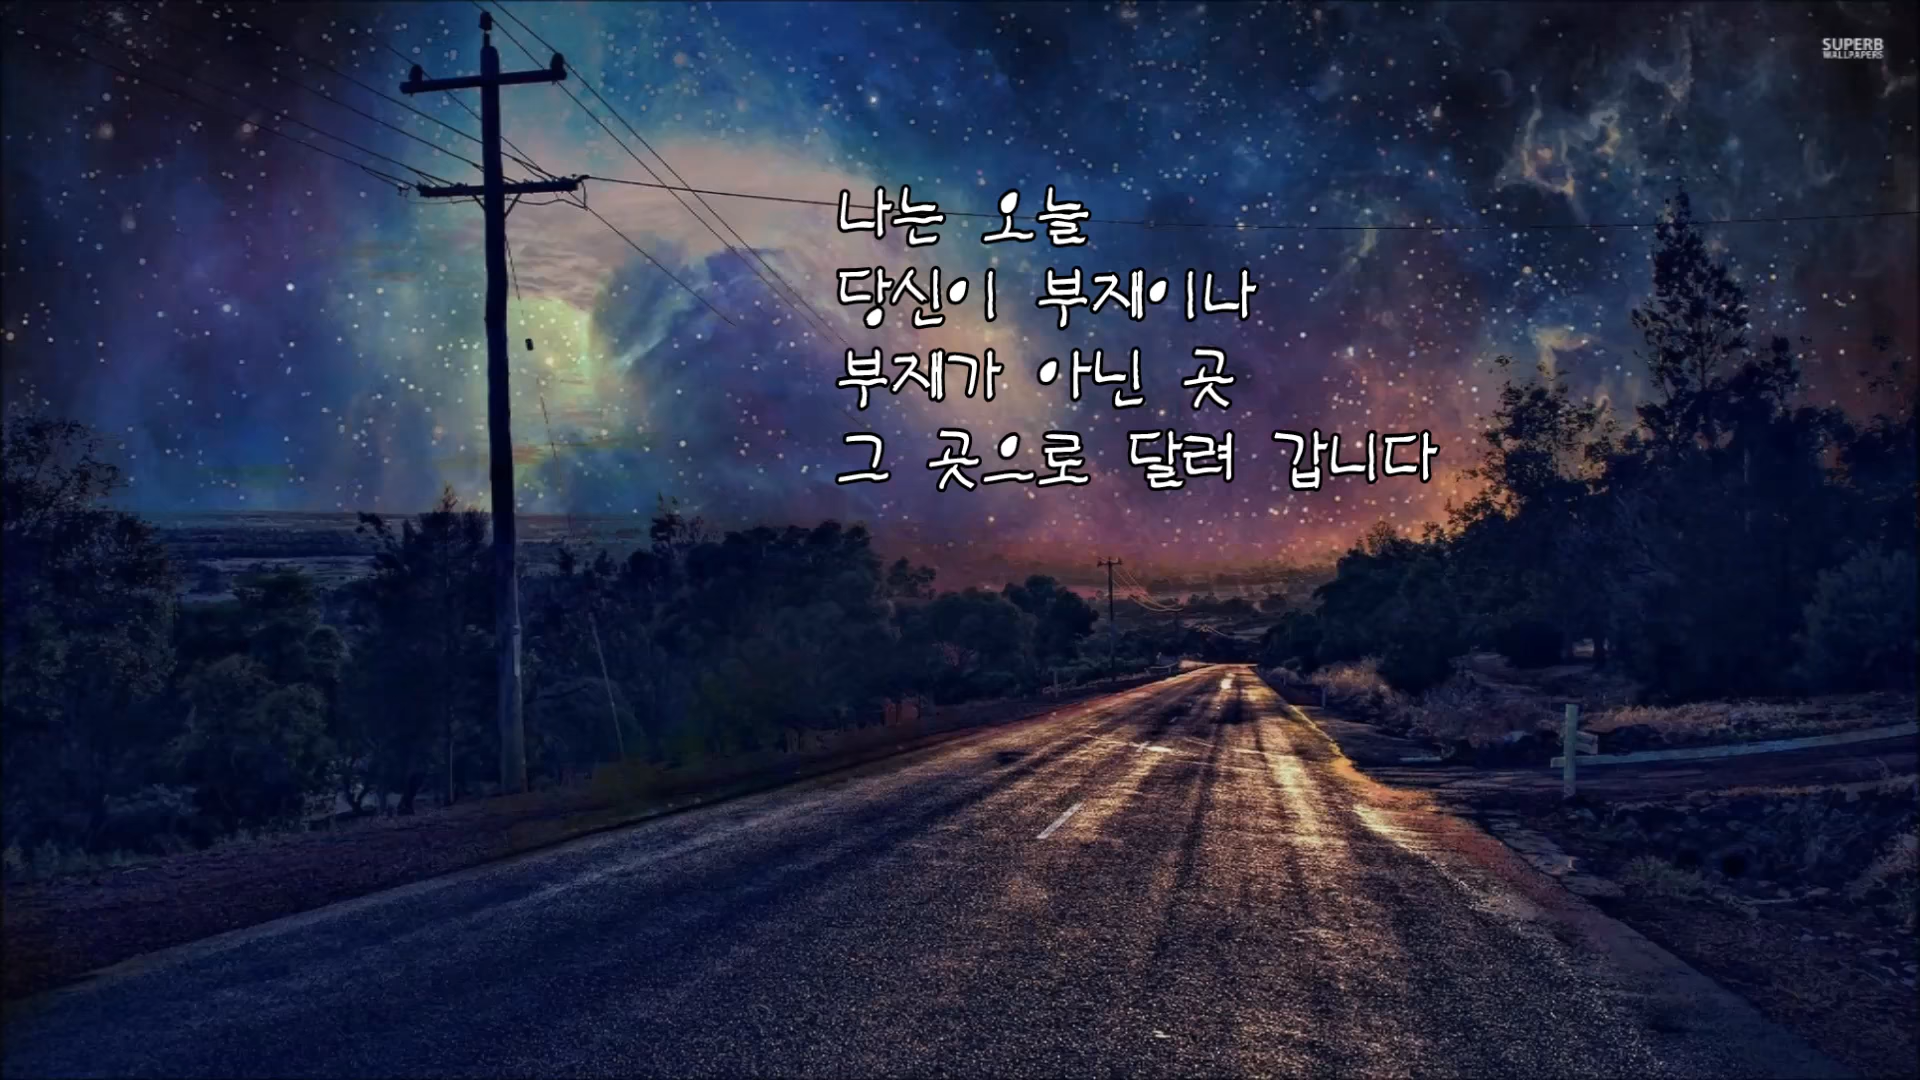 SUPERB
WALLPAPERS
나는 오늘
당신이 부재이나
부재가 아닌 곳
그 곳으로 달려 갑니다